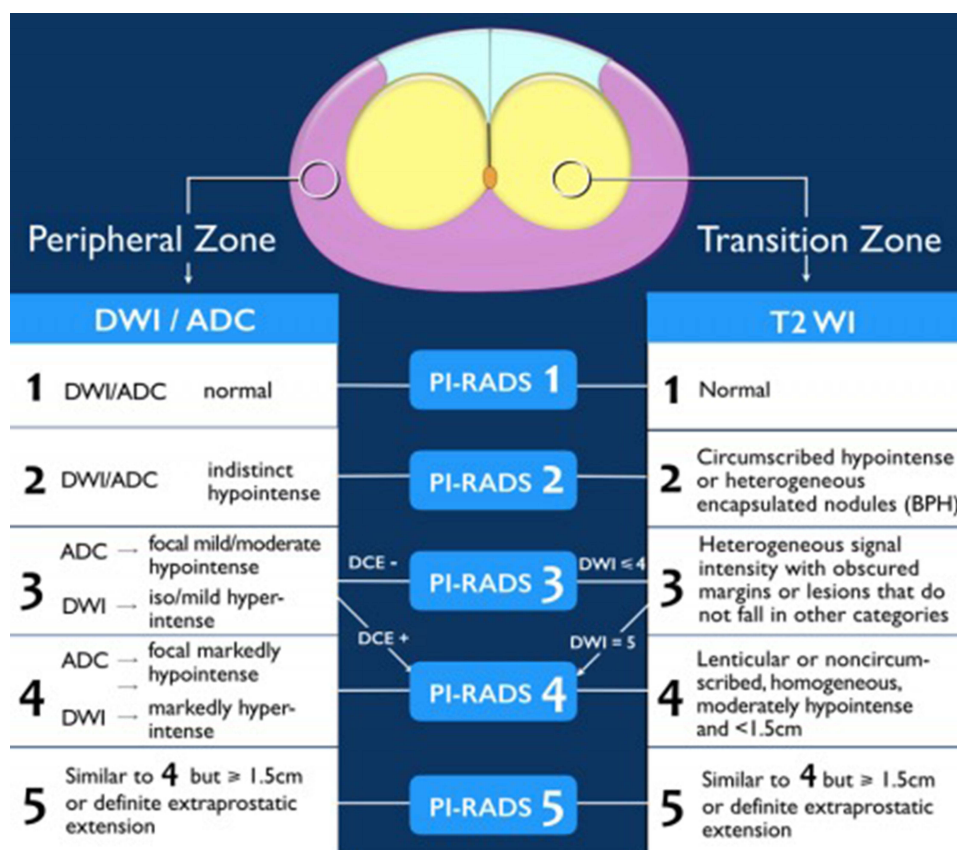 Peripheral Zone
Transition Zone
DWI / ADC
T2 WI
1 DWI/ADC normal
PI-RADS 1
1 Normal
2 DWI/ADC indistinct
hypointense
PI-RADS 2
2 Circumscribed hypointense
or heterogeneous
encapsulated nodules (BPH)
3 ADC → focal mild/moderate
hypointense
DWI → iso/mild hyper-
intense
DCE -
PI-RADS 3
DWI ≤ 4
DCE +
DWI = 5
3 Heterogeneous signal
intensity with obscured
margins or lesions that do
not fall in other categories
4 ADC → focal markedly
→ hypointense
DWI → markedly hyper-
intense
PI-RADS 4
4 Lenticular or noncircum-
scribed, homogeneous,
moderately hypointense
and <1.5cm
5 Similar to 4 but ≥ 1.5cm
or definite extraprostatic
extension
PI-RADS 5
5 Similar to 4 but ≥ 1.5cm
or definite extraprostatic
extension